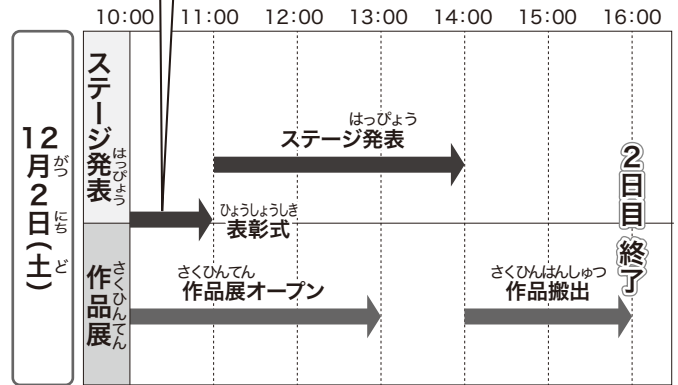 10:00 11:00 12:00 13:00 14:00 15:00 16:00
12月2日(土)
がつ にち ど
ステージ発表
はっぴょう
はっぴょう
ステージ発表
ひょうしょうしき
表彰式
作品展
さくひんてん
さくひんてん
作品展オープン
さくひんはんしゅつ
作品搬出
2日目 終了